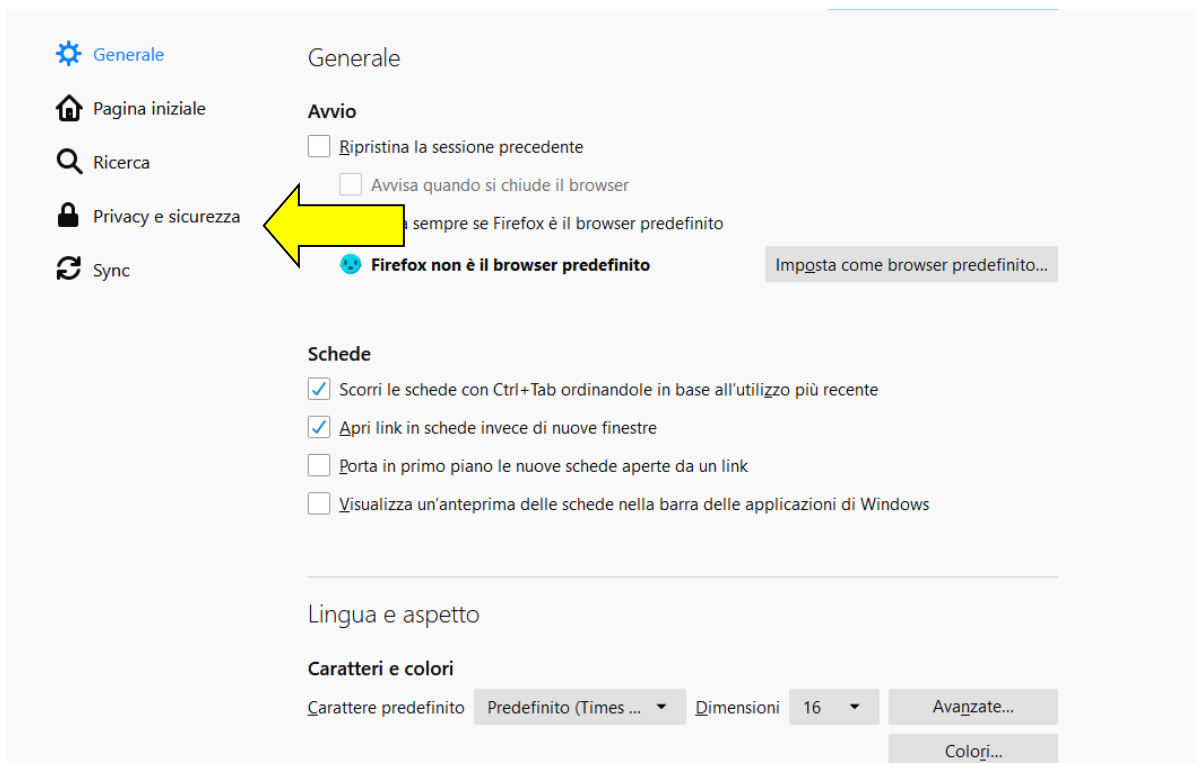 Generale
Pagina iniziale
Ricerca
Privacy e sicurezza
Sync
Generale
Avvio
Ripristina la sessione precedente
Avvisa quando si chiude il browser
sempre se Firefox è il browser predefinito
Firefox non è il browser predefinito
Imposta come browser predefinito...
Schede
Scorri le schede con Ctrl+Tab ordinandole in base all'utilizzo più recente
Apri link in schede invece di nuove finestre
Porta in primo piano le nuove schede aperte da un link
Visualizza un'anteprima delle schede nella barra delle applicazioni di Windows
Lingua e aspetto
Caratteri e colori
Carattere predefinito Predefinito (Times ... Dimensioni 16 Avanzate...
Colori...